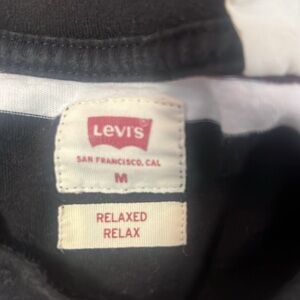 Levi's
SAN FRANCISCO, CAL
M
RELAXED
RELAX